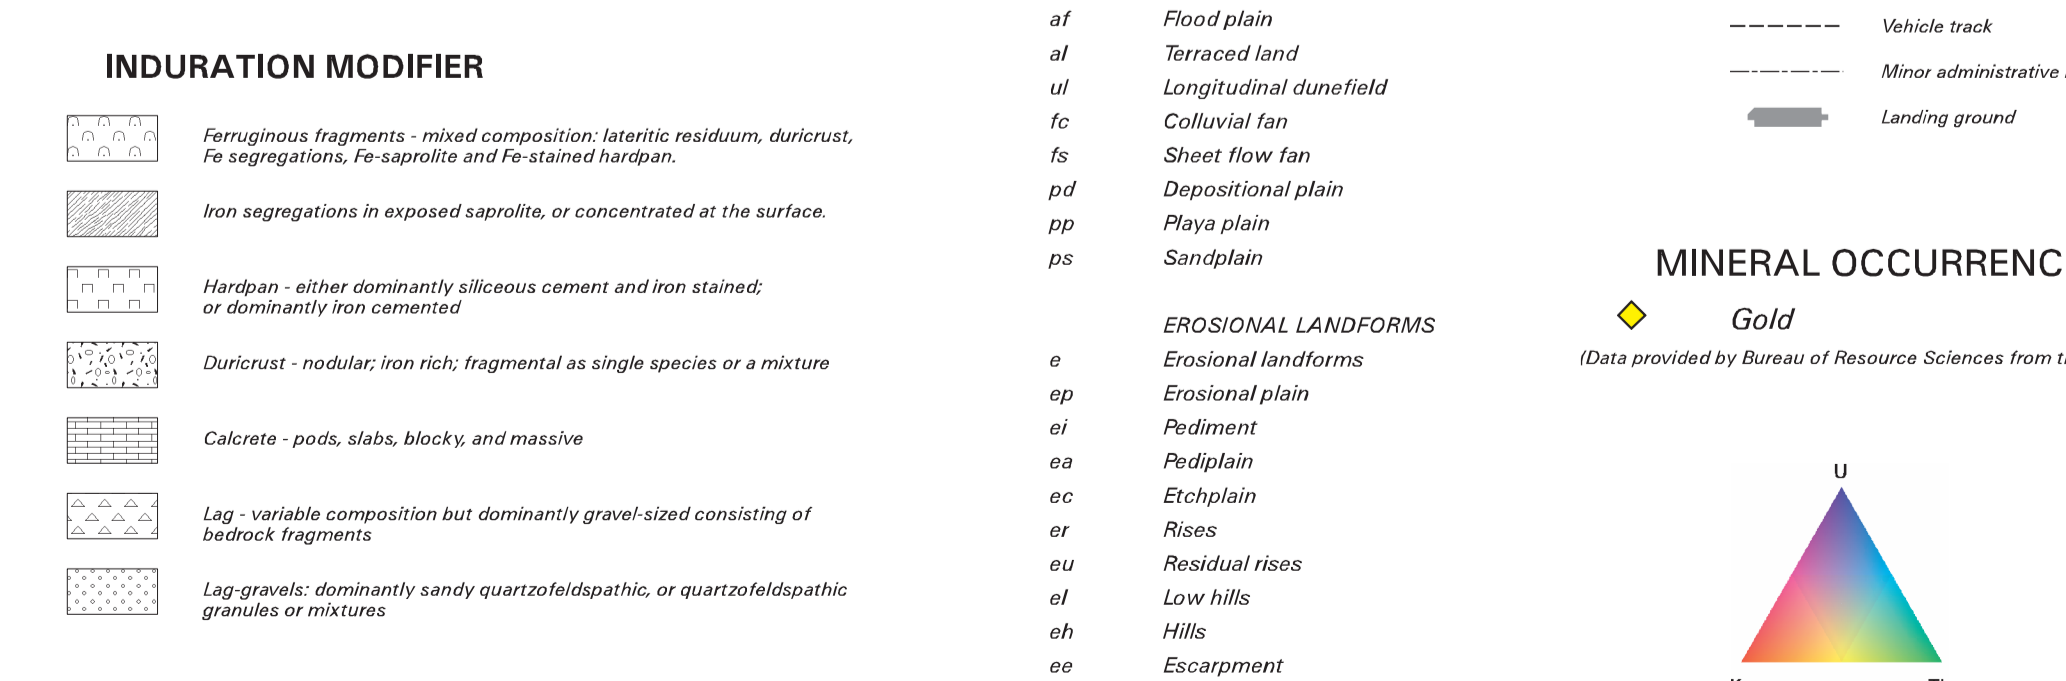 INDURATION MODIFIER
Ferruginous fragments - mixed composition: lateritic residuum, duricrust,
Fe segregations, Fe-saprolite and Fe-stained hardpan.
Iron segregations in exposed saprolite, or concentrated at the surface.
Hardpan - either dominantly siliceous cement and iron stained;
or dominantly iron cemented
Duricrust - nodular; iron rich; fragmental as single species or a mixture
Calcrete - pods, slabs, blocky, and massive
Lag - variable composition but dominantly gravel-sized consisting of
bedrock fragments
Lag-gravels: dominantly sandy quartzofeldspathic, or quartzofeldspathic
granules or mixtures
af Flood plain
al Terraced land
ul Longitudinal dunefield
fc Colluvial fan
fs Sheet flow fan
pd Depositional plain
pp Playa plain
ps Sandplain
EROSIONAL LANDFORMS
e Erosional landforms
ep Erosional plain
ei Pediment
ea Pediplain
ec Etchplain
er Rises
eu Residual rises
el Low hills
eh Hills
ee Escarpment
Vehicle track
Minor administrative
Landing ground
MINERAL OCCURRENC
Gold
(Data provided by Bureau of Resource Sciences from
U